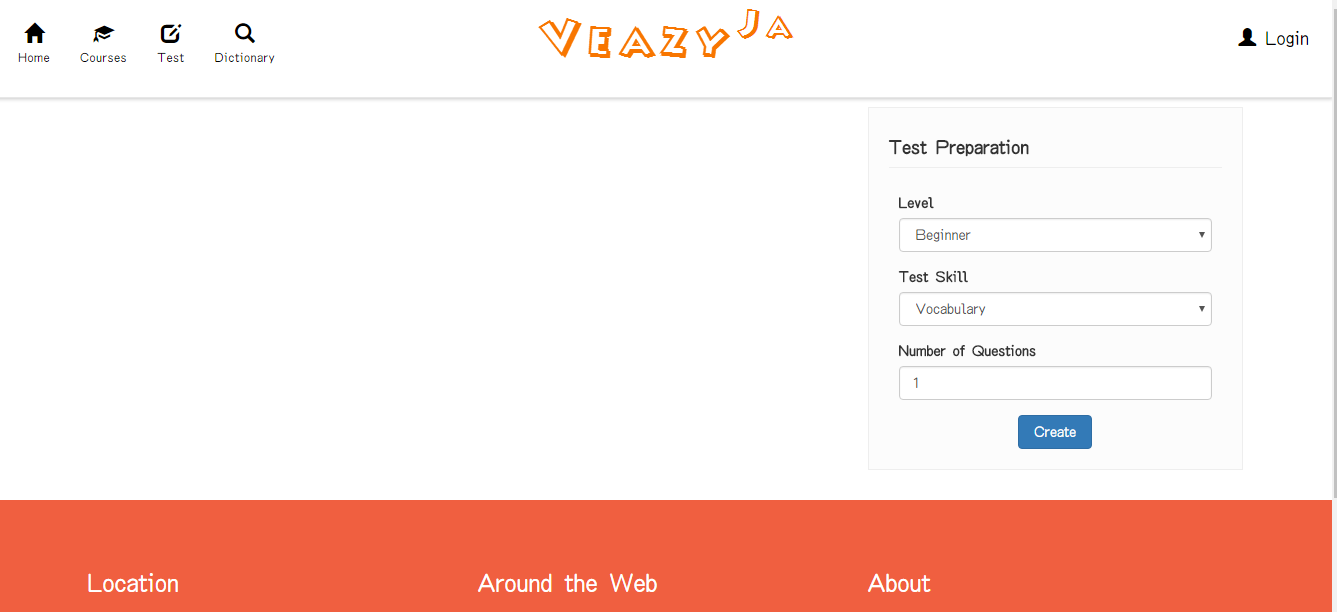 Home Courses Test Dictionary
VEAZYJA
Login
Test Preparation
Level
Beginner
Test Skill
Vocabulary
Number of Questions
1
Create
Location
Around the Web
About